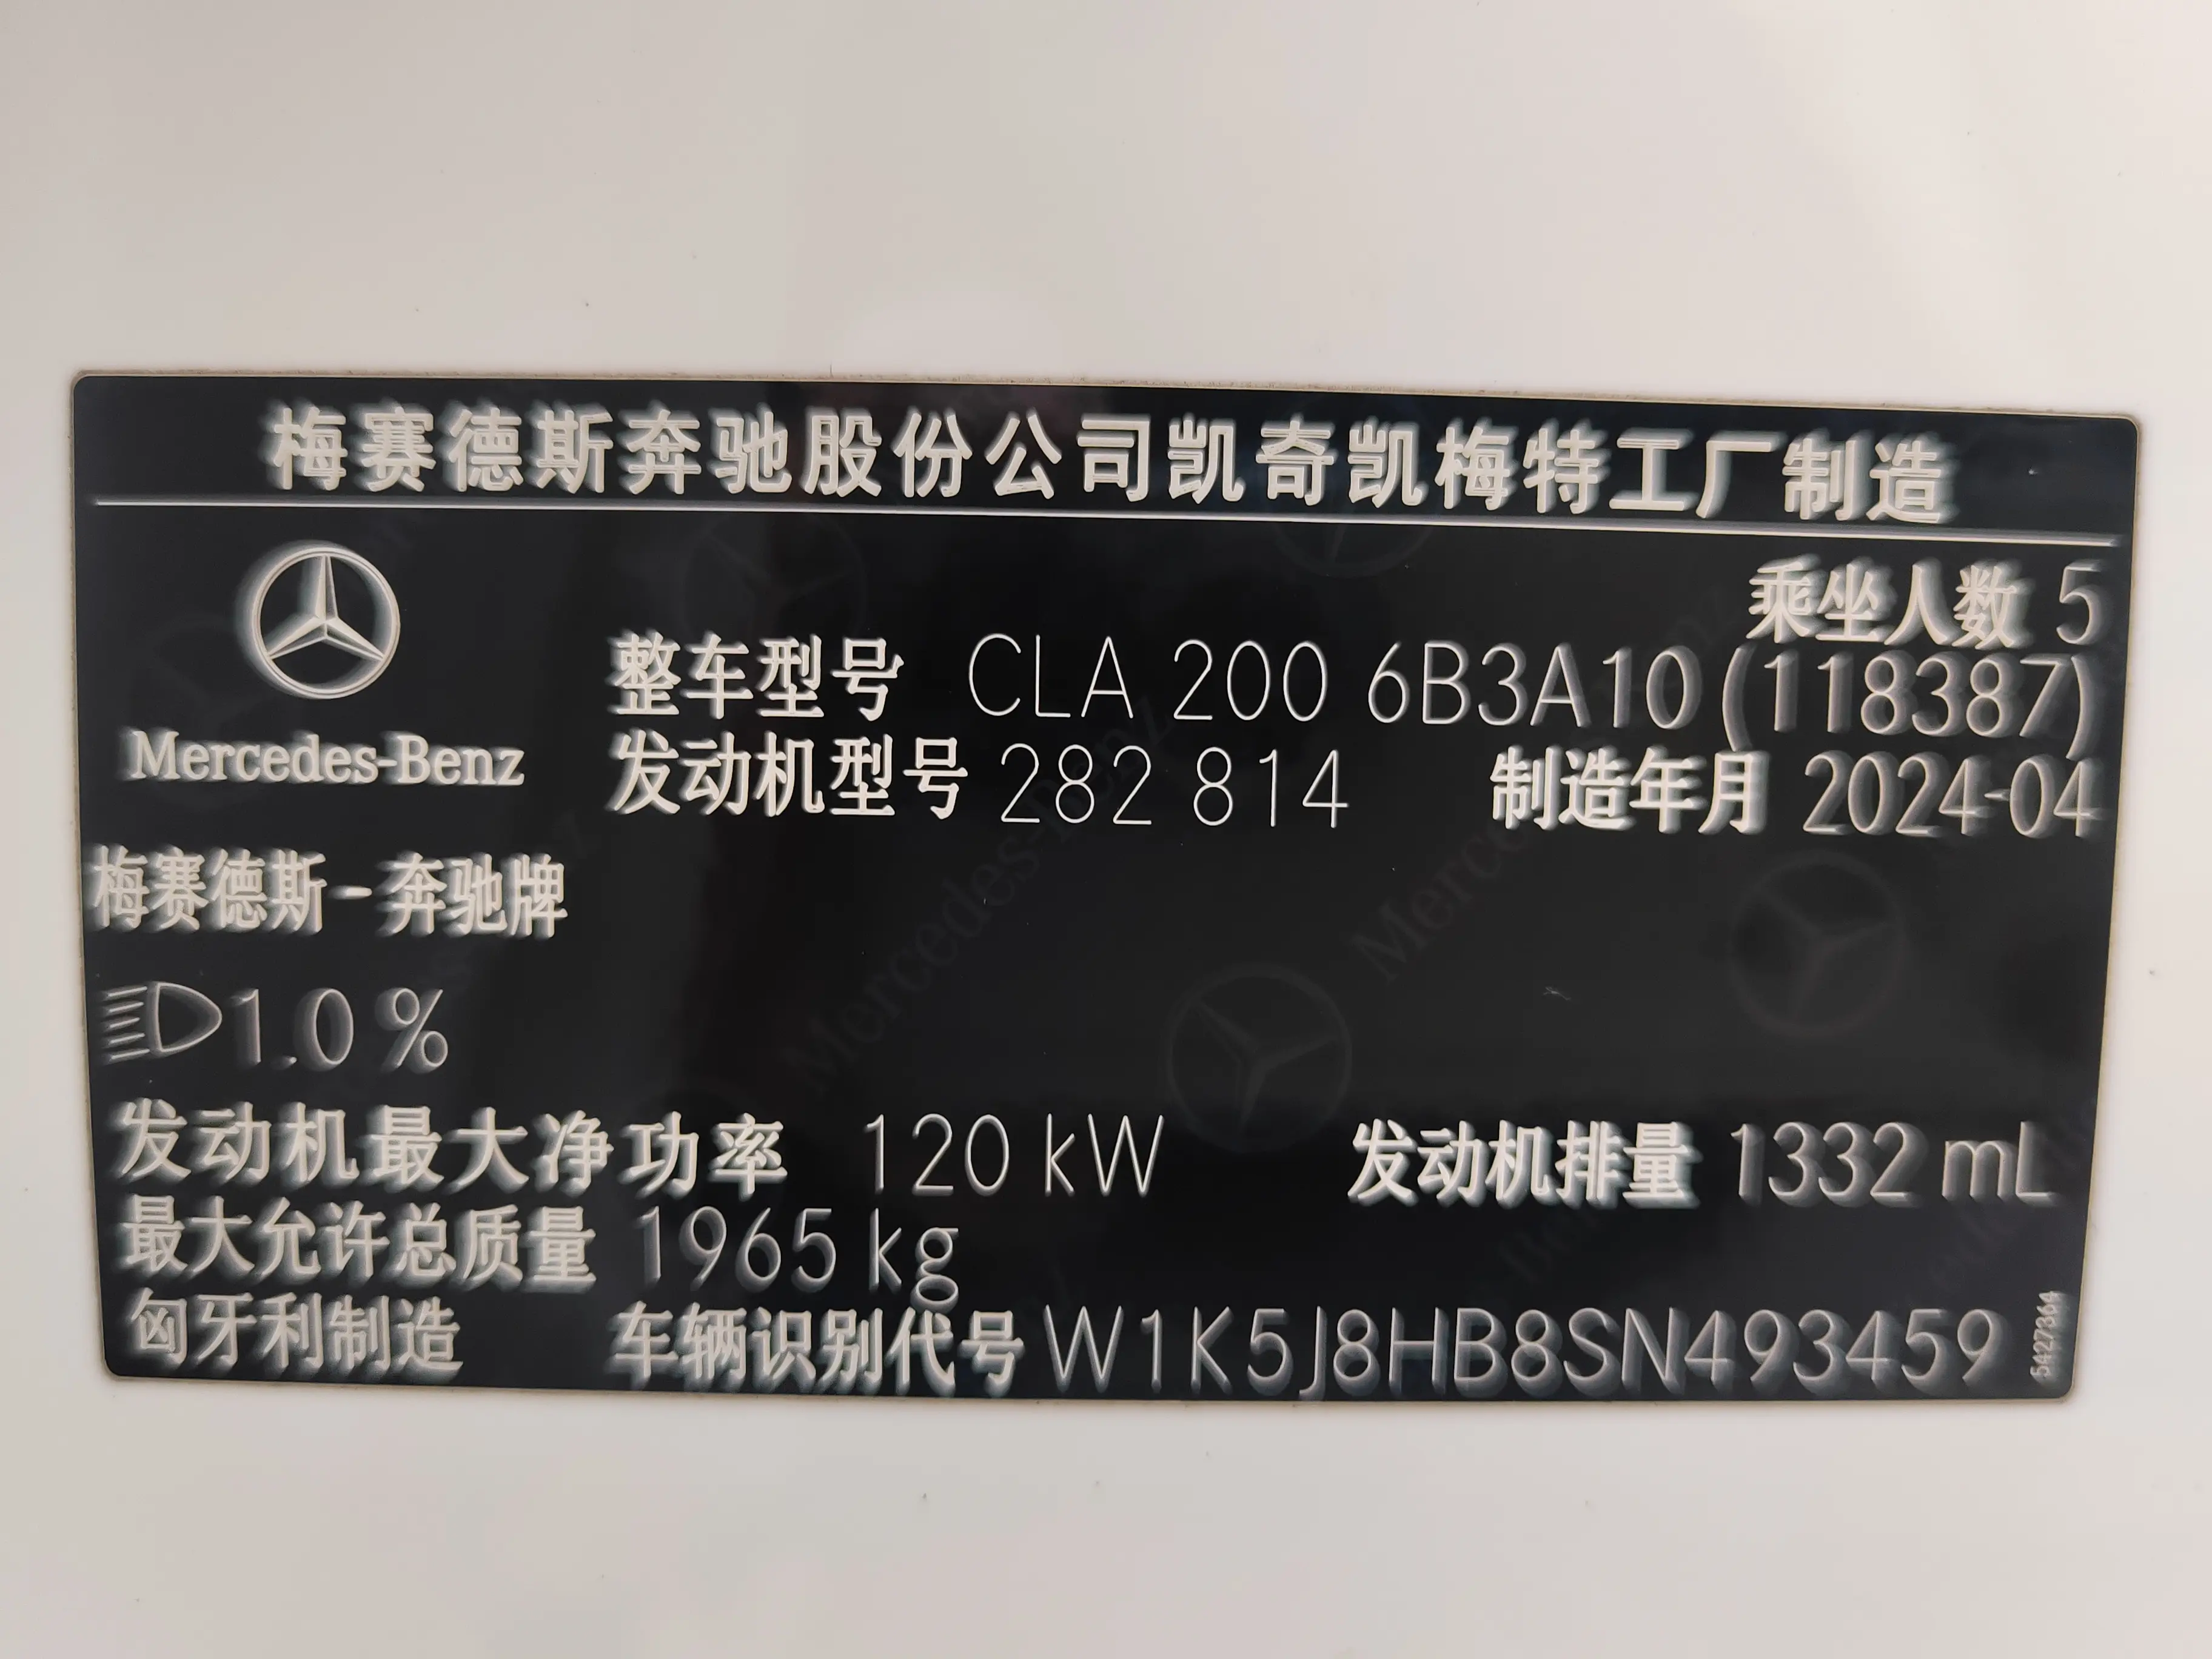 梅赛德斯奔驰股份公司凯奇凯梅特工厂制造
乘坐人数 5
整车型号 CLA 200 6B3A10 (118387)
Mercedes-Benz
发动机型号 282 814 制造年月 2024-04
梅赛德斯-奔驰牌
1.0 %
发动机最大净功率 120 kW 发动机排量 1332 mL
最大允许总质量 1965 kg
匈牙利制造 车辆识别代号 W1K5J8HB8SN493459
5427364